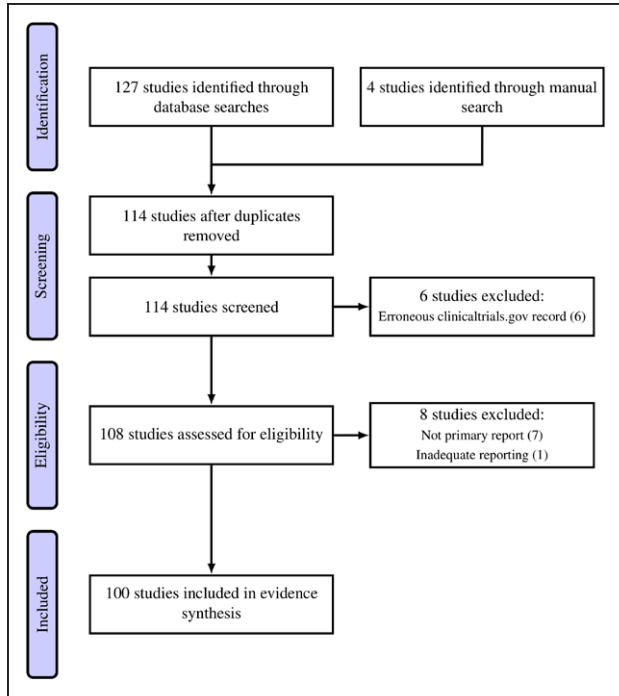 Identification
127 studies identified through
database searches
4 studies identified through manual
search
Screening
114 studies after duplicates
removed
114 studies screened
6 studies excluded:
Erroneous clinicaltrials.gov record (6)
Eligibility
108 studies assessed for eligibility
8 studies excluded:
Not primary report (7)
Inadequate reporting (1)
Included
100 studies included in evidence
synthesis